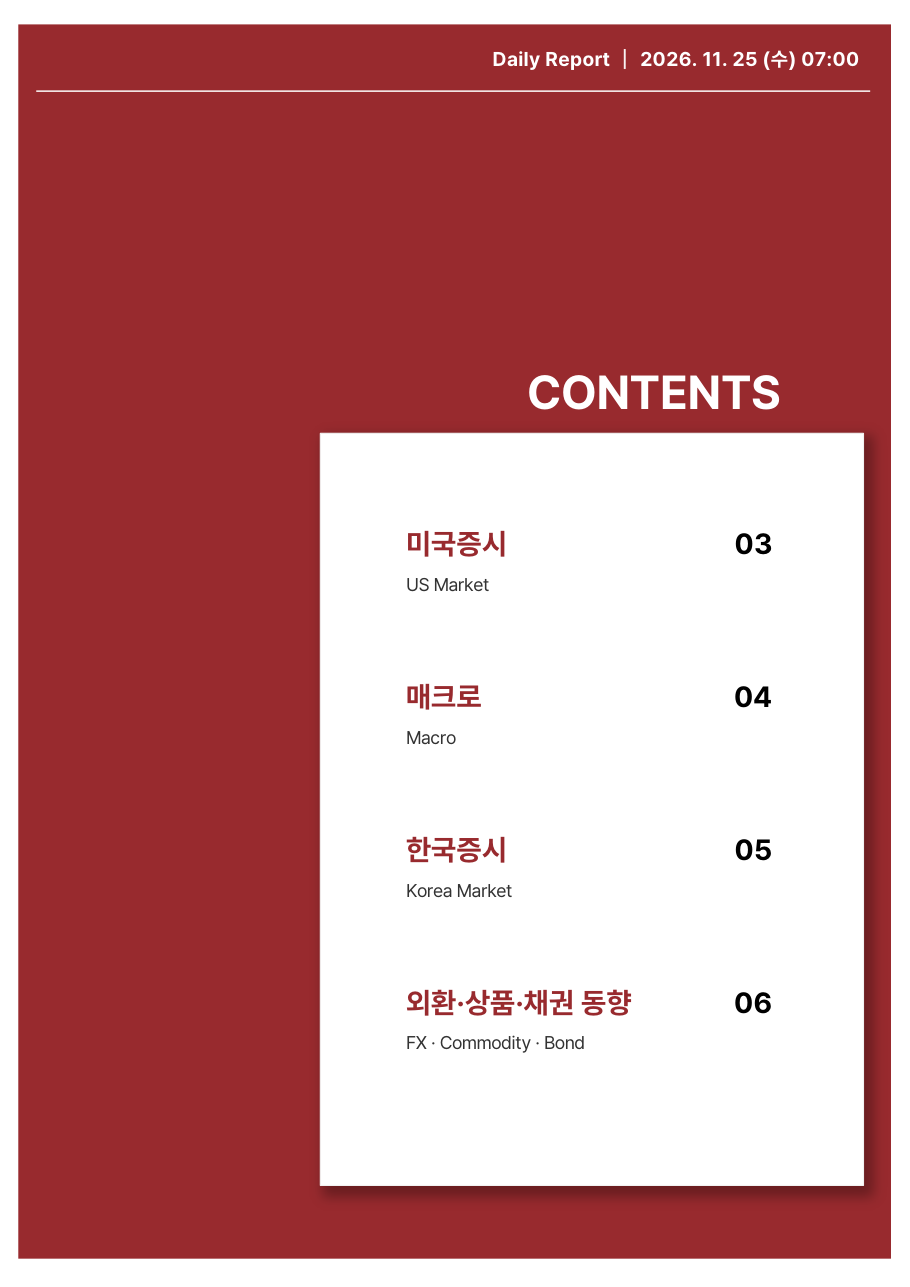 Daily Report | 2026. 11. 25 (수) 07:00
CONTENTS
미국증시 03
US Market
매크로 04
Macro
한국증시 05
Korea Market
외환·상품·채권 동향 06
FX · Commodity · Bond